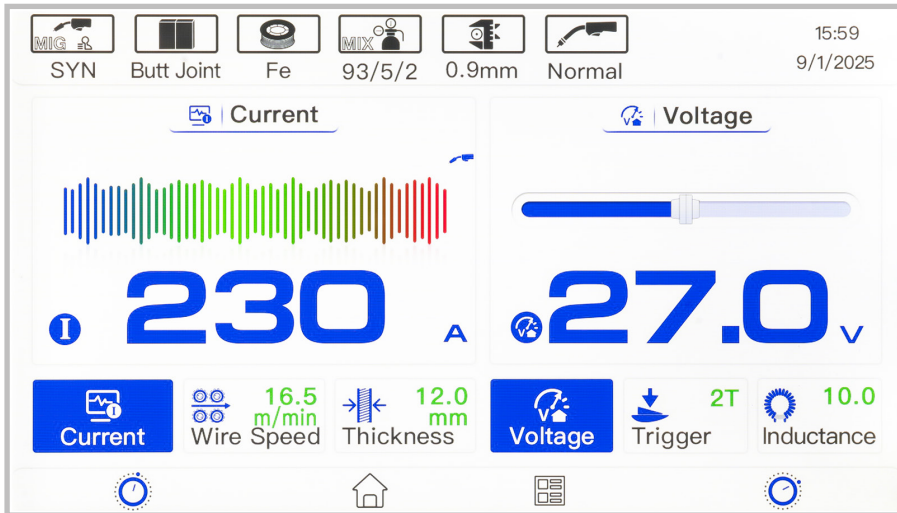 MIG
SYN
Butt Joint
Fe
MIX
93/5/2
0.9mm
Normal
15:59
9/1/2025
Current
Voltage
I
230
A
V
27.0
V
I
Current
16.5
m/min
Wire Speed
12.0
mm
Thickness
V
Voltage
2T
Trigger
10.0
Inductance